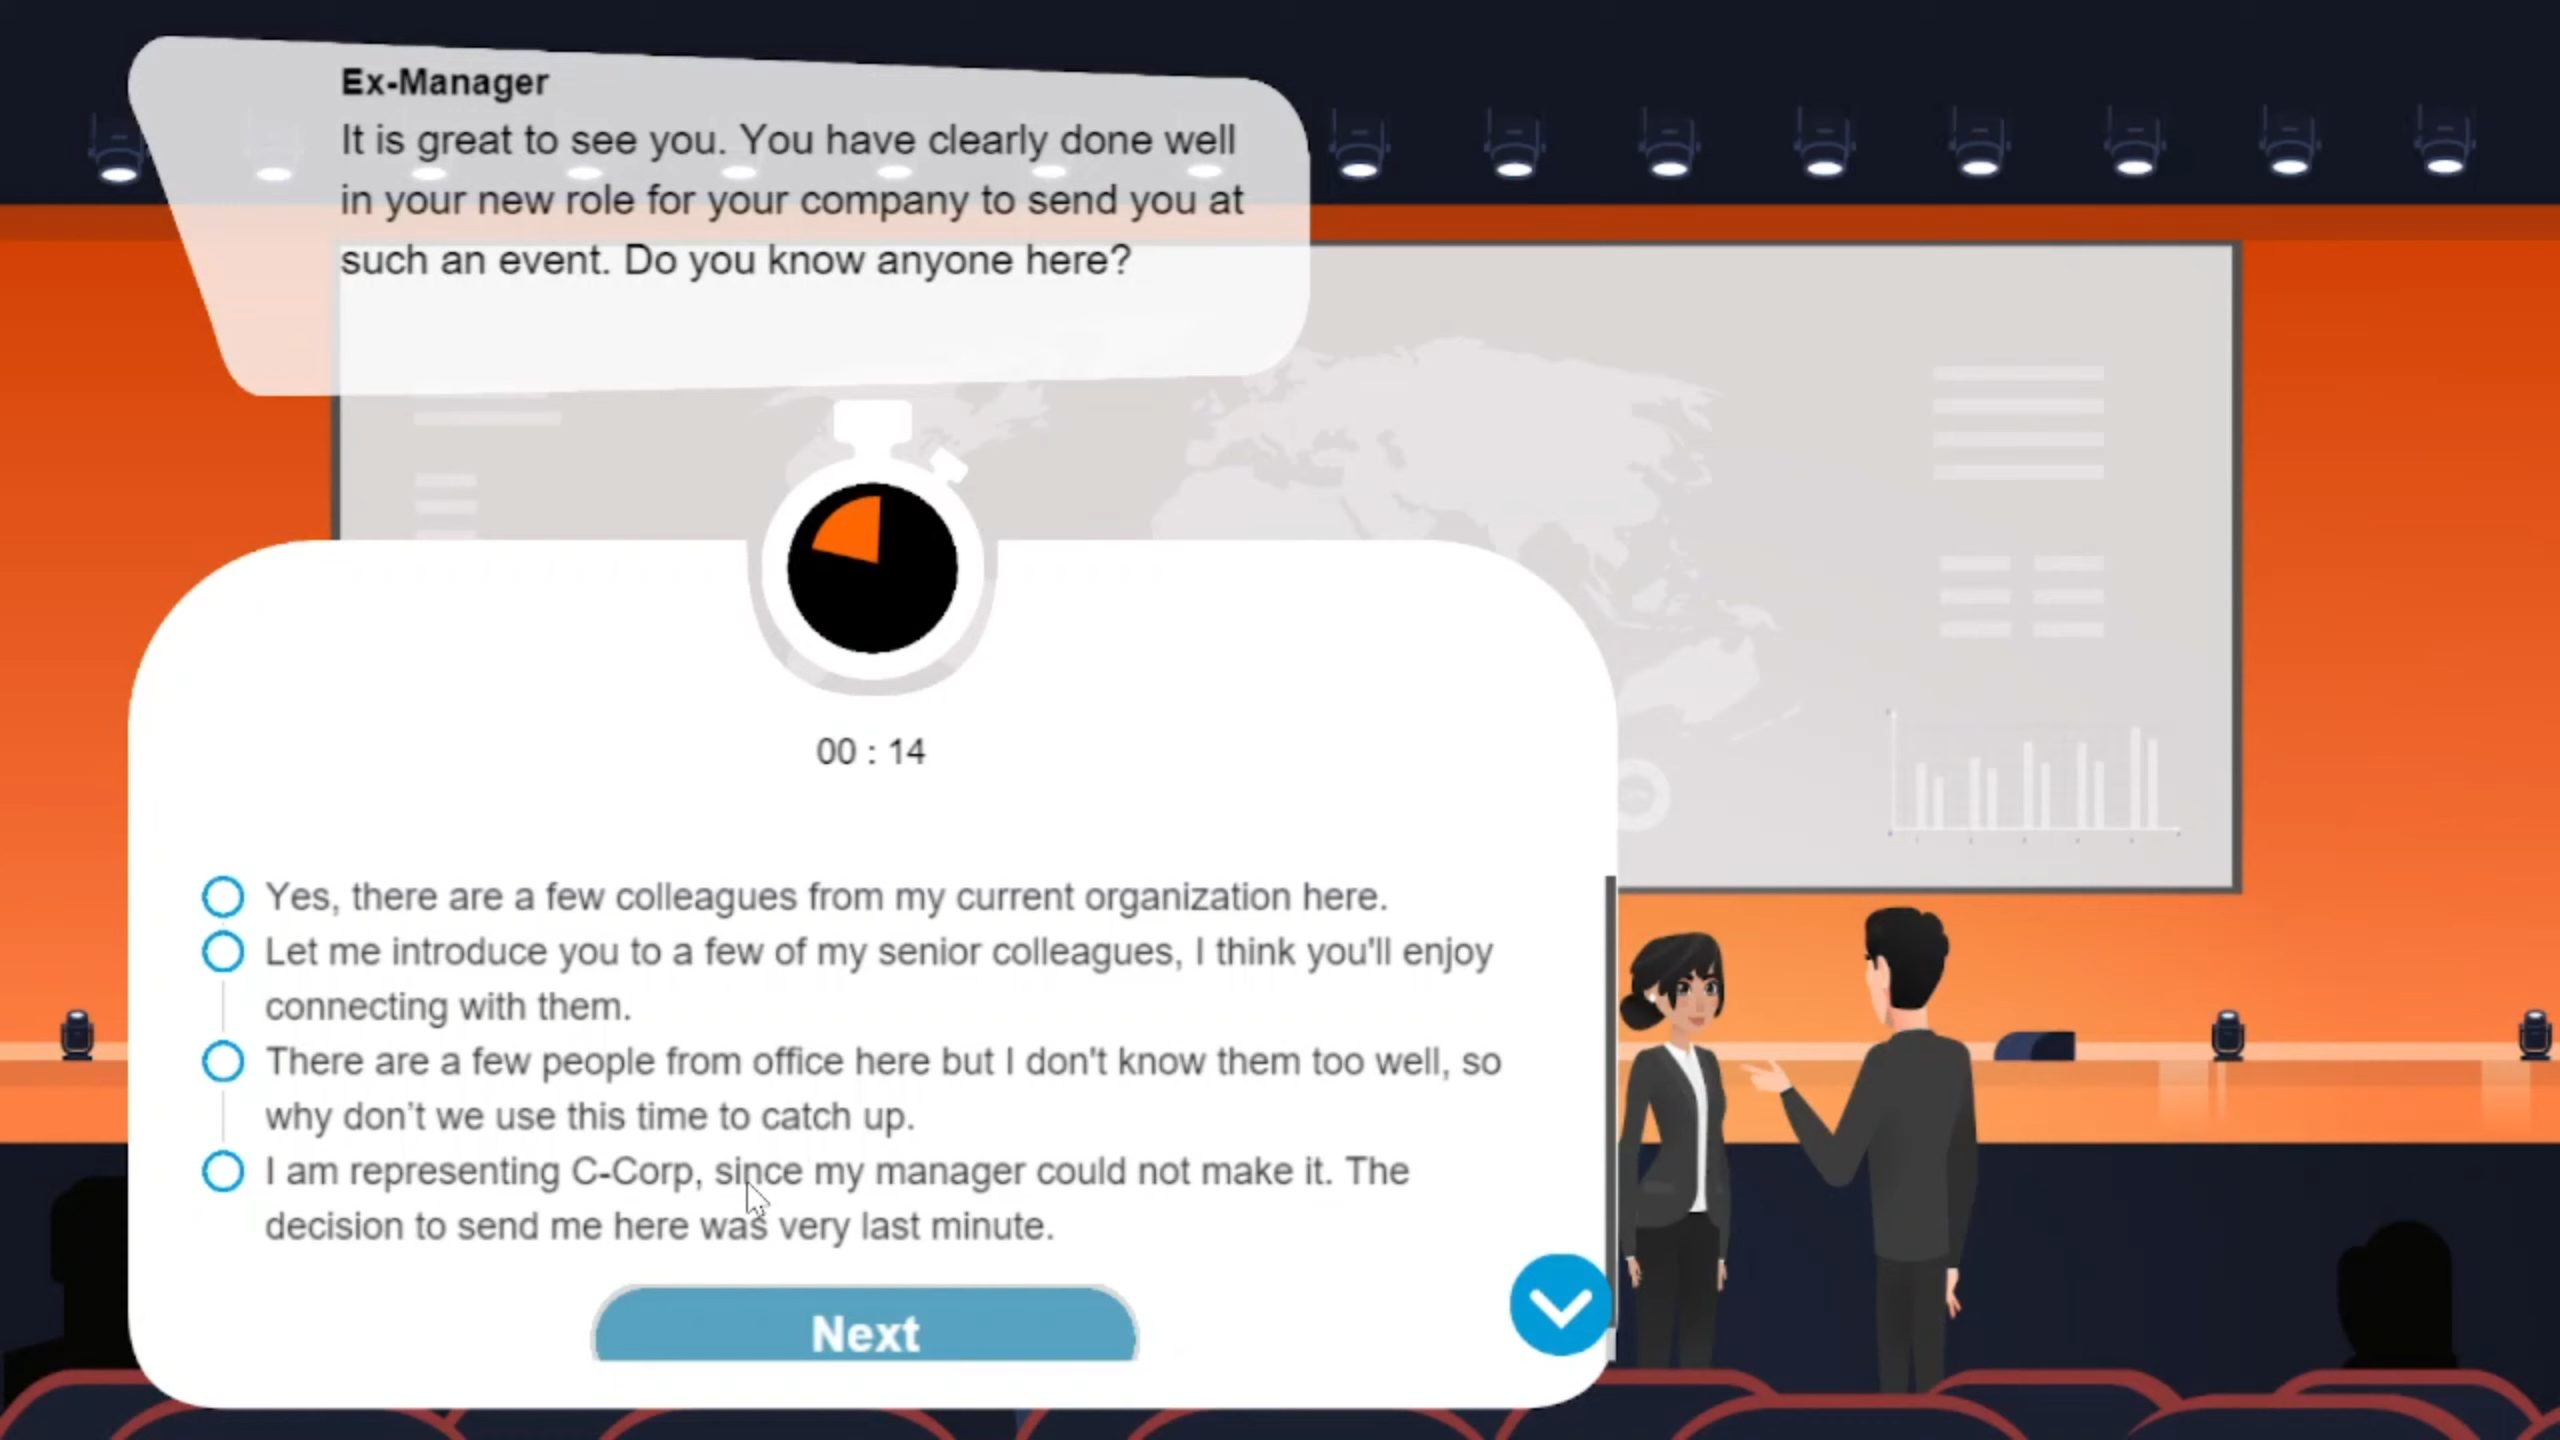 Ex-Manager
It is great to see you. You have clearly done well
in your new role for your company to send you at
such an event. Do you know anyone here?
00 : 14
Yes, there are a few colleagues from my current organization here.
Let me introduce you to a few of my senior colleagues, I think you'll enjoy
connecting with them.
There are a few people from office here but I don't know them too well, so
why don’t we use this time to catch up.
I am representing C-Corp, since my manager could not make it. The
decision to send me here was very last minute.
Next